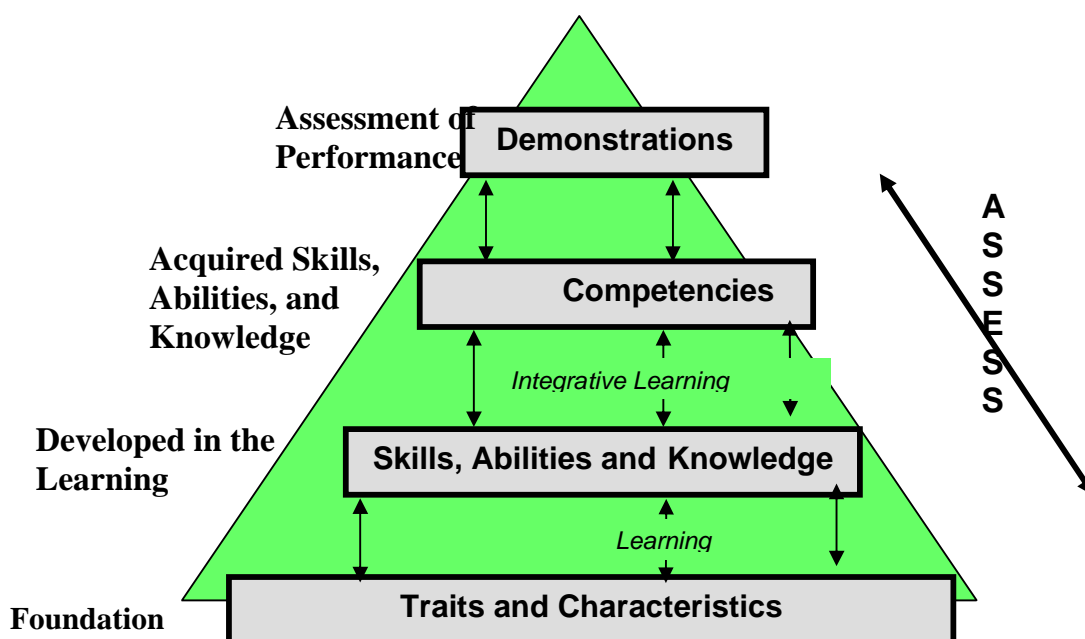 Assessment of
Performance
Demonstrations
Acquired Skills,
Abilities, and
Knowledge
Competencies
Integrative Learning
Developed in the
Learning
Skills, Abilities and Knowledge
Learning
Foundation
Traits and Characteristics
A
S
S
E
S
S